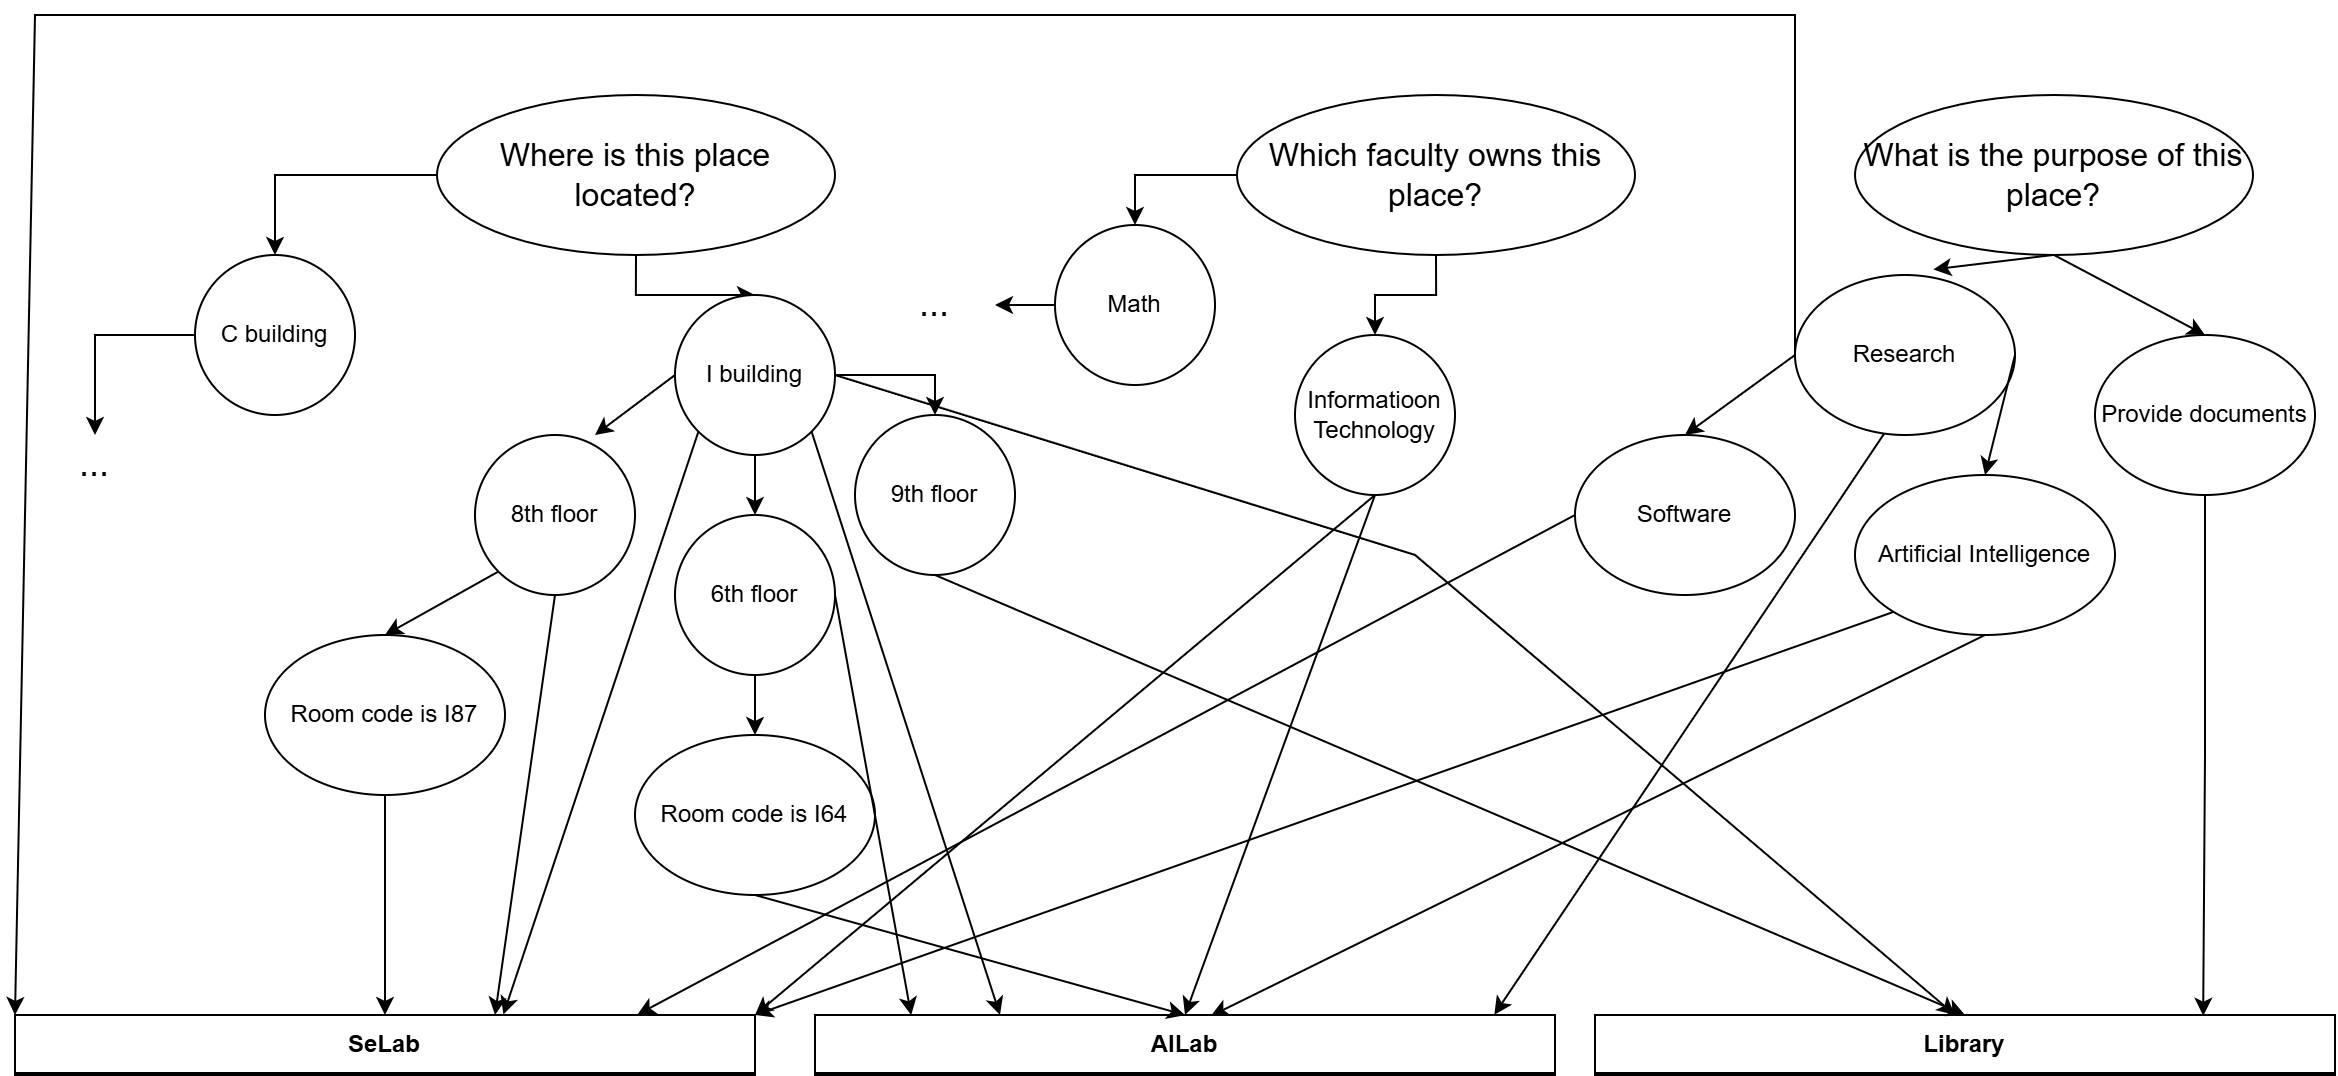 Where is this place
located?
Which faculty owns this
place?
What is the purpose of this
place?
C building
...
I building
...
Math
Informatioon
Technology
Research
Provide documents
...
8th floor
6th floor
9th floor
Software
Artificial Intelligence
Room code is I87
Room code is I64
SeLab
AILab
Library